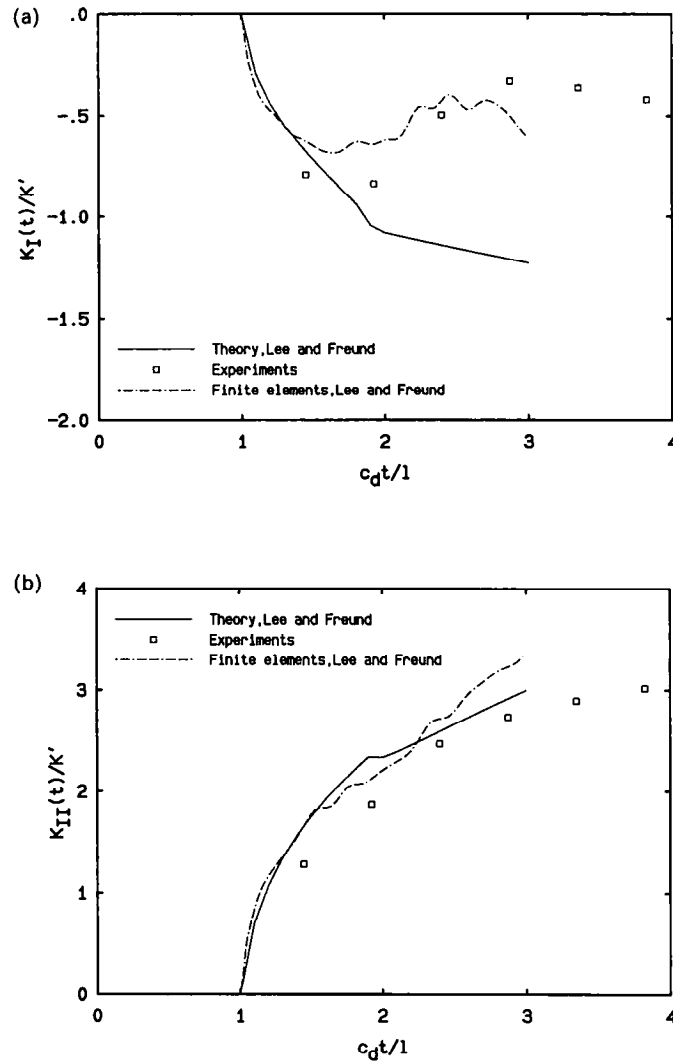 (a)
.0
-.5
-1.0
-1.5
-2.0
K_I(t)/K'
Theory,Lee and Freund
Experiments
Finite elements,Lee and Freund
0 1 2 3 4
c_dt/l
(b)
4
3
2
1
0
K_II(t)/K'
Theory,Lee and Freund
Experiments
Finite elements,Lee and Freund
0 1 2 3 4
c_dt/l